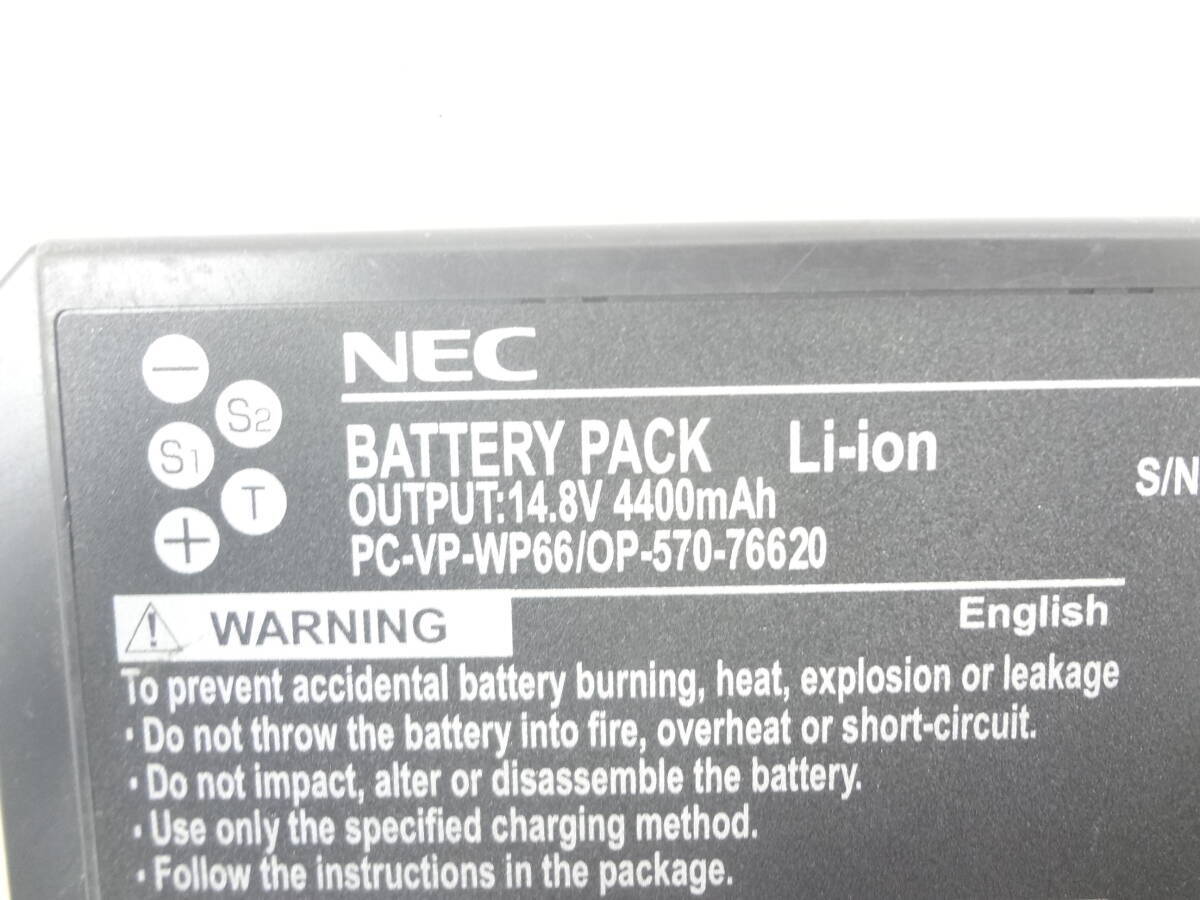 NEC
− S2
S1
T
+
BATTERY PACK Li-ion
OUTPUT:14.8V 4400mAh
S/N
PC-VP-WP66/OP-570-76620
WARNING
English
To prevent accidental battery burning, heat, explosion or leakage
・Do not throw the battery into fire, overheat or short-circuit.
・Do not impact, alter or disassemble the battery.
・Use only the specified charging method.
・Follow the instructions in the package.